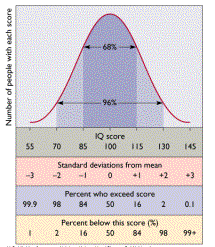 Number of people with each score
68%
96%
IQ score
55 70 85 100 115 130 145
Standard deviations from mean
−3 −2 −1 0 +1 +2 +3
Percent who exceed score
99.9 98 84 50 16 2 0.1
Percent below this score (%)
1 2 16 50 84 98 99+